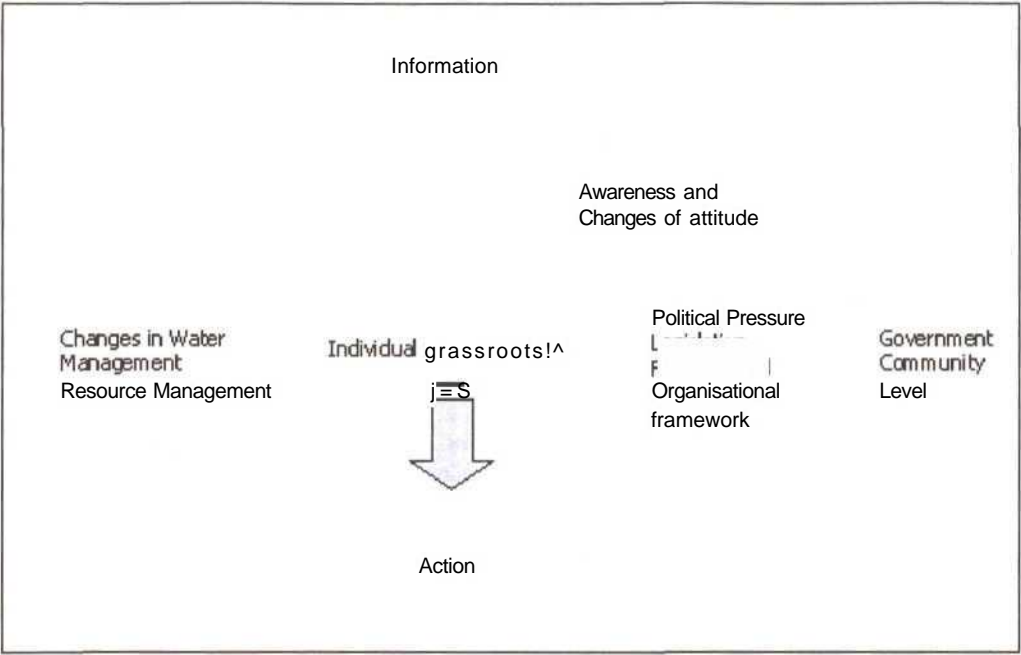 Information
Awareness and
Changes of attitude
Changes in Water
Management
Resource Management
Individual grassroots!^
j = S
Political Pressure
Organisational
framework
Government
Community
Level
Action